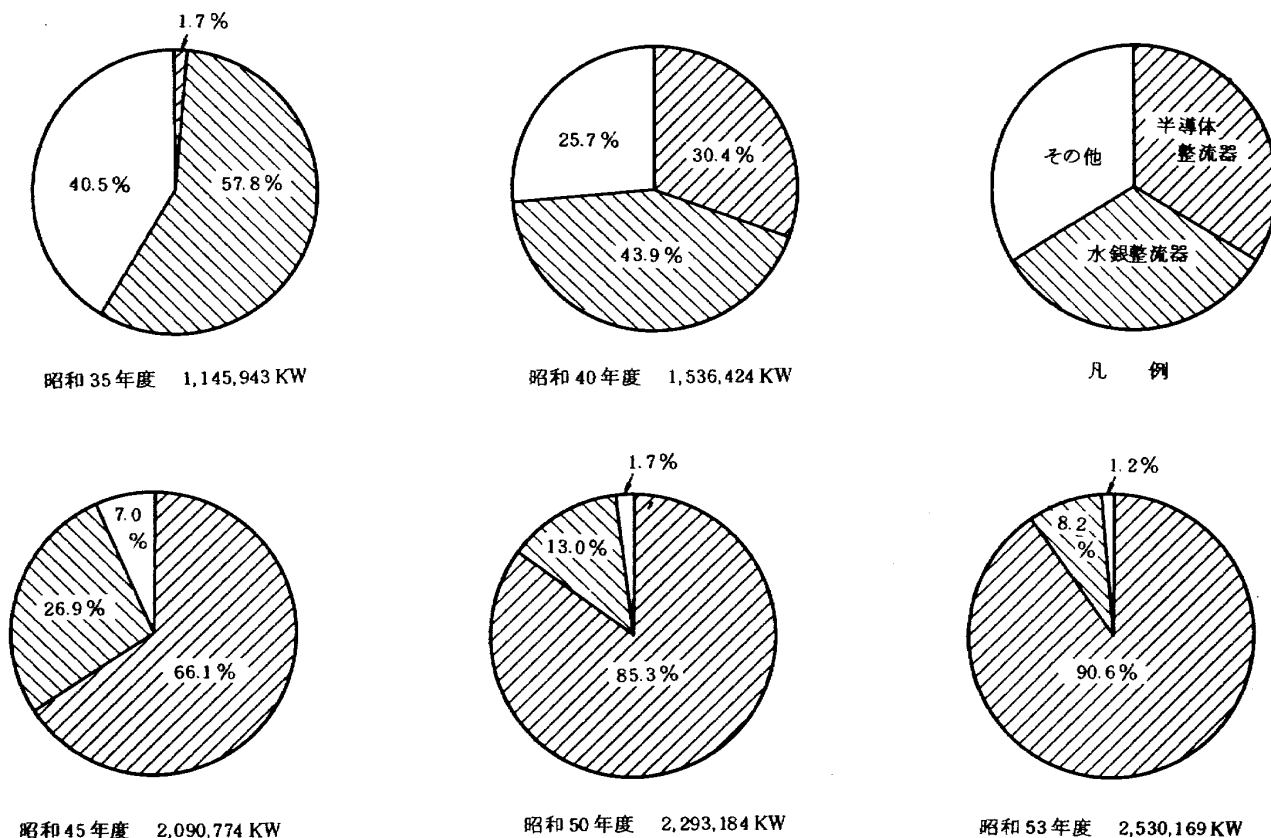 1.7%
40.5%
57.8%
昭和35年度 1,145,943 KW
25.7%
30.4%
43.9%
昭和40年度 1,536,424 KW
その他
半導体
整流器
水銀整流器
凡 例
7.0
%
26.9%
66.1%
昭和45年度 2,090,774 KW
1.7%
13.0%
85.3%
昭和50年度 2,293,184 KW
1.2%
8.2
%
90.6%
昭和53年度 2,530,169 KW